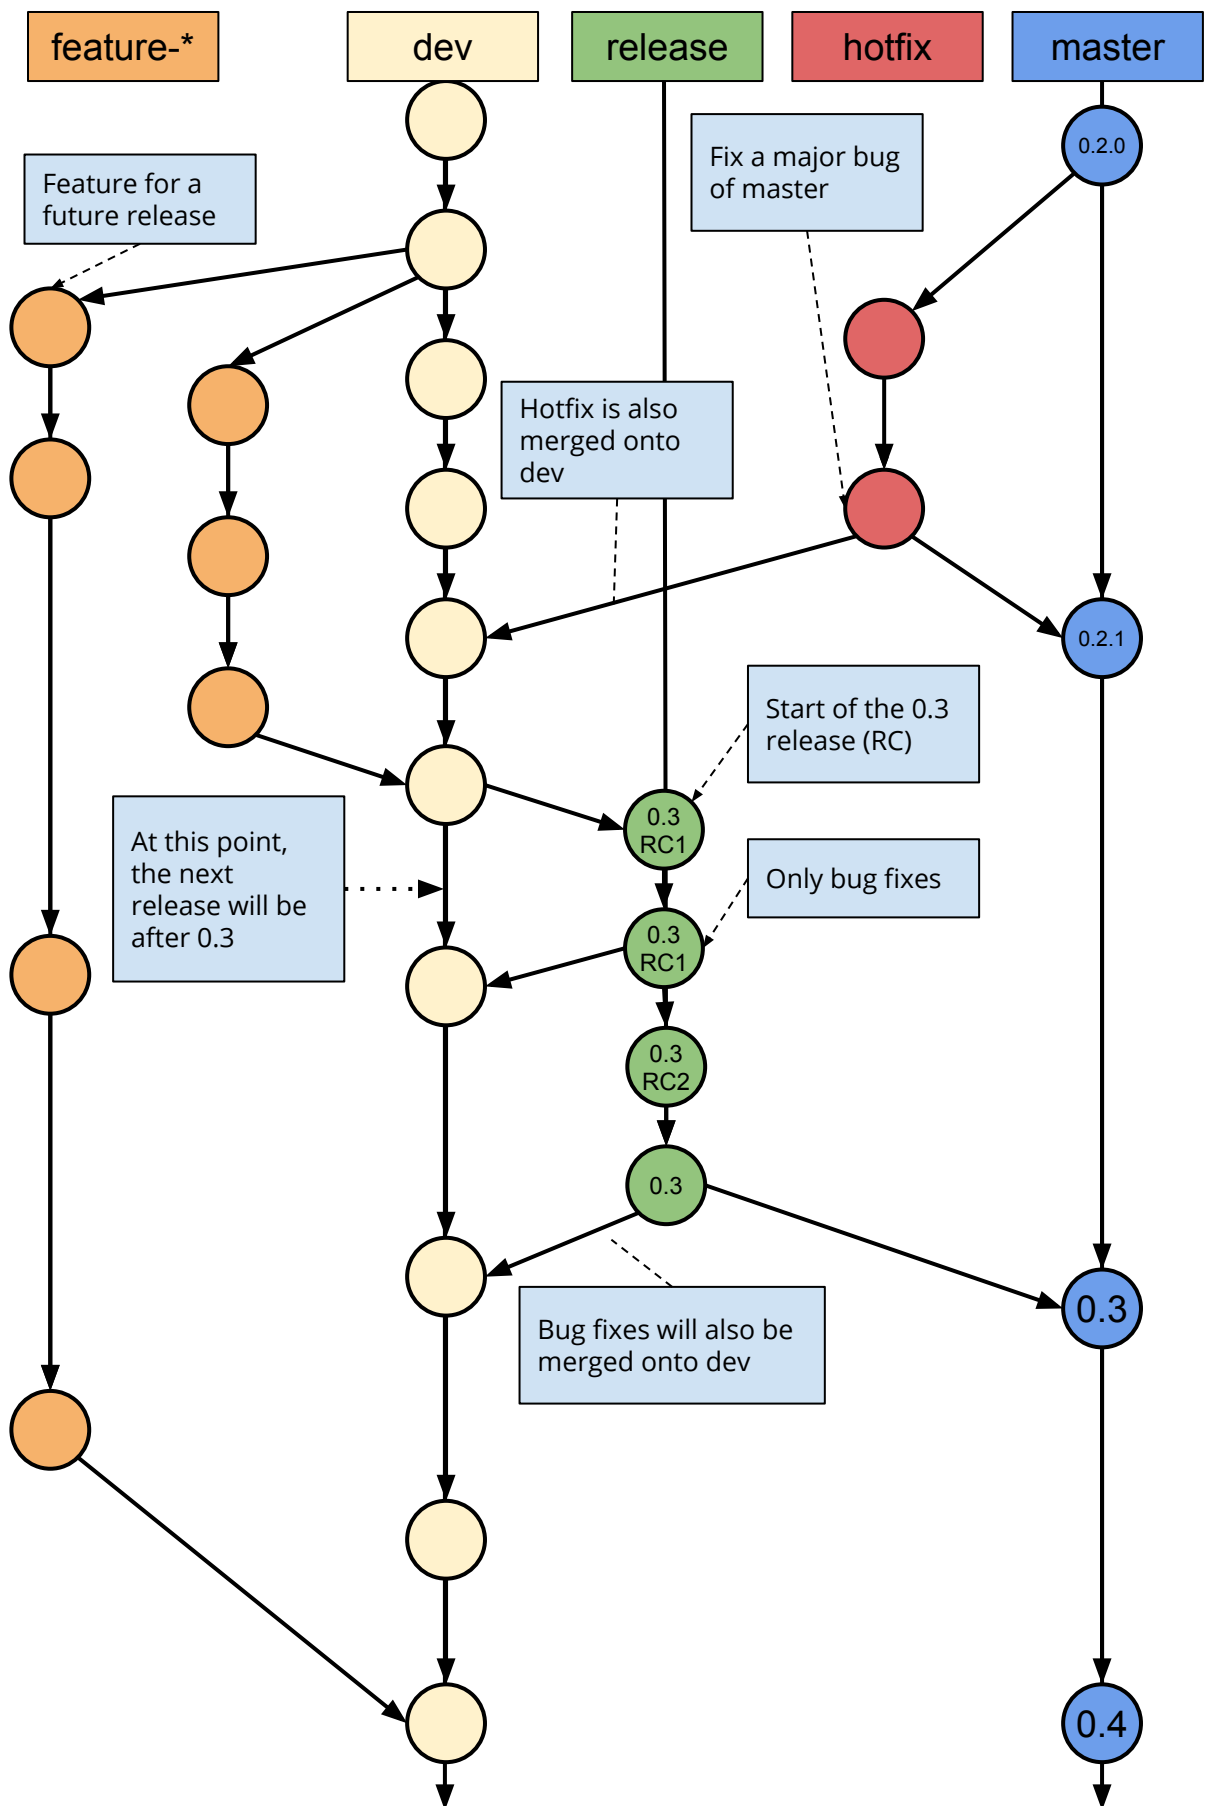 feature-*
dev
release
hotfix
master
0.2.0
Fix a major bug
of master
Feature for a
future release
Hotfix is also
merged onto
dev
0.2.1
Start of the 0.3
release (RC)
0.3
RC1
At this point,
the next
release will be
after 0.3
Only bug fixes
0.3
RC1
0.3
RC2
0.3
0.3
Bug fixes will also be
merged onto dev
0.4